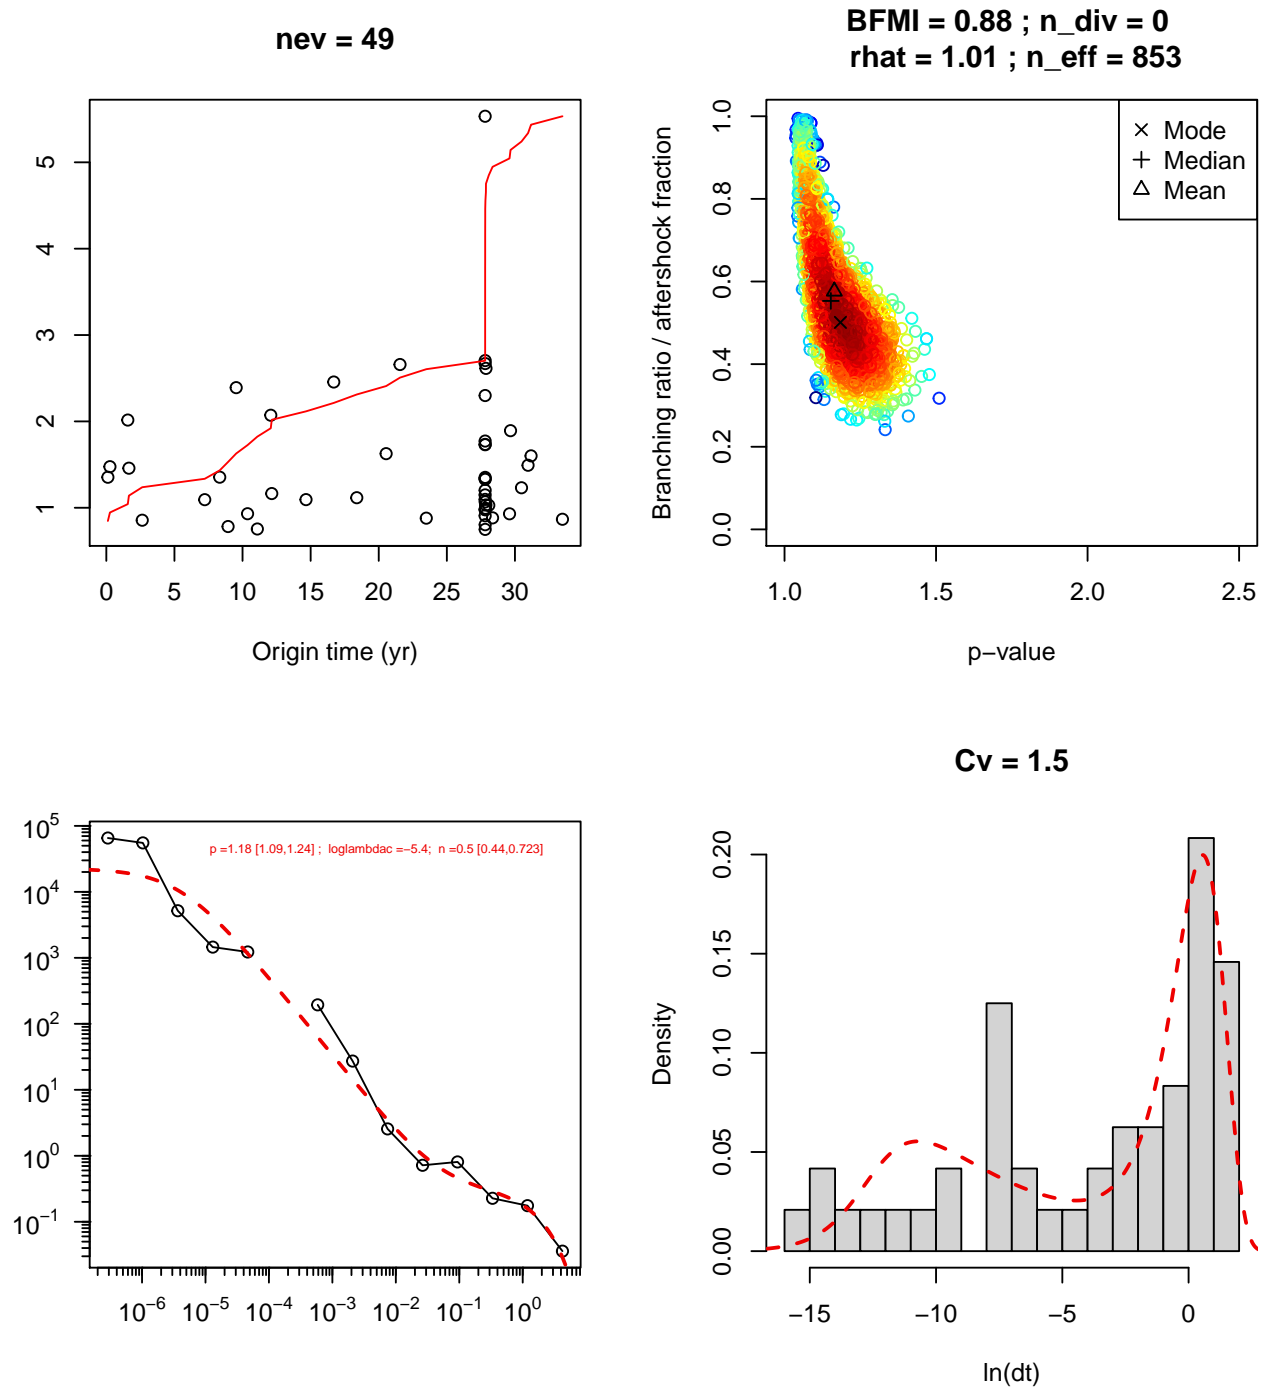 nev = 49
5
4
3
2
1
0 5 10 15 20 25 30
Origin time (yr)
BFMI = 0.88 ; n_div = 0
rhat = 1.01 ; n_eff = 853
Branching ratio / aftershock fraction
1.0
0.8
0.6
0.4
0.2
0.0
Mode
Median
Mean
1.0 1.5 2.0 2.5
p−value
10^5
10^4
10^3
10^2
10^1
10^0
10^−1
p =1.18 [1.09,1.24] ; loglambdac =−5.4; n =0.5 [0.44,0.723]
10^−6 10^−5 10^−4 10^−3 10^−2 10^−1 10^0
Cv = 1.5
Density
0.20
0.15
0.10
0.05
0.00
−15 −10 −5 0
ln(dt)